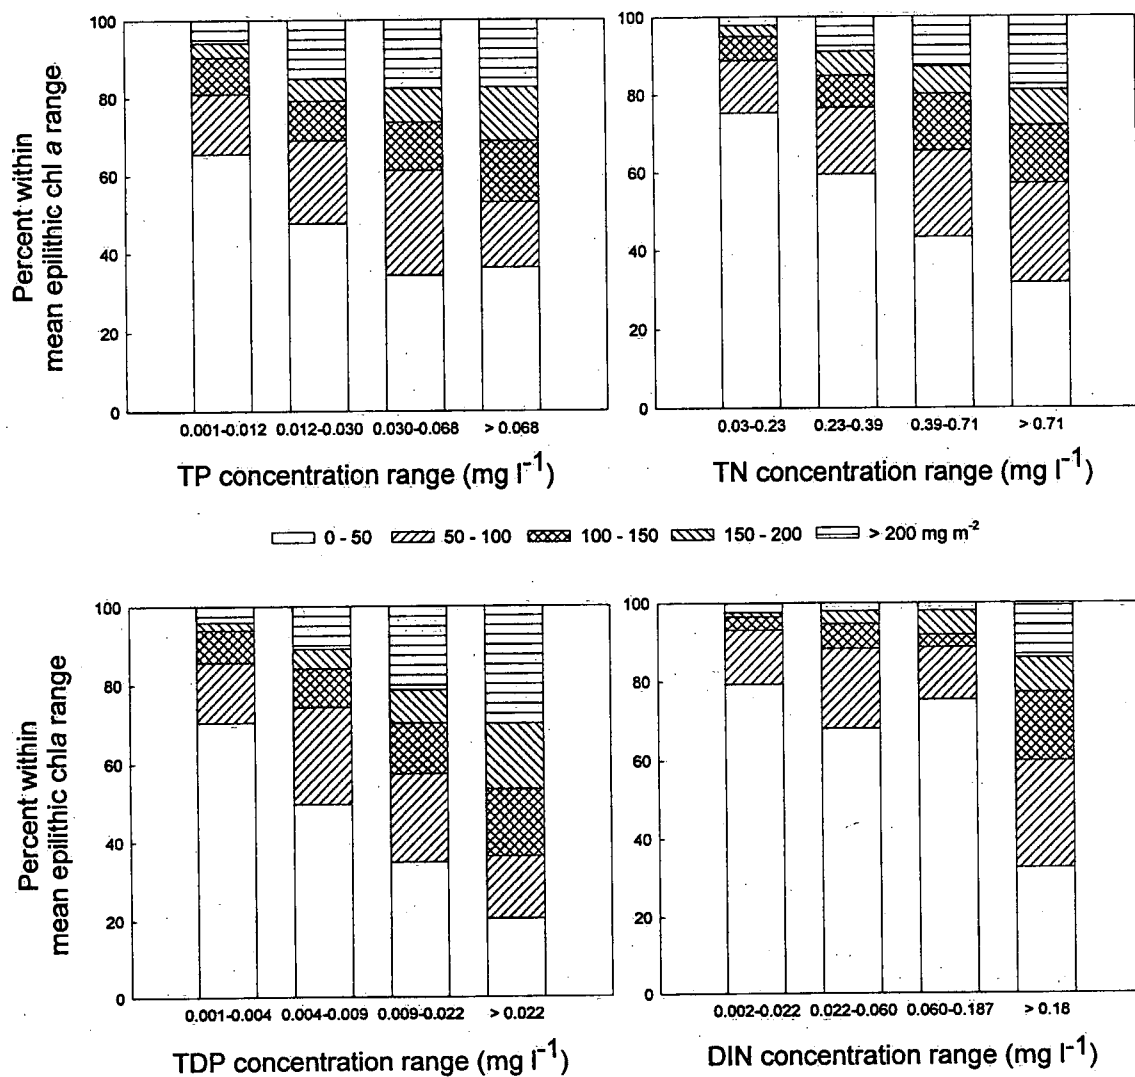 Percent within
mean epilithic chl a range
100
80
60
40
20
0
0.001-0.012 0.012-0.030 0.030-0.068 > 0.068
TP concentration range (mg l-1)
100
80
60
40
20
0
0.03-0.23 0.23-0.39 0.39-0.71 > 0.71
TN concentration range (mg l-1)
0 - 50 50 - 100 100 - 150 150 - 200 > 200 mg m-2
Percent within
mean epilithic chla range
100
80
60
40
20
0
0.001-0.004 0.004-0.009 0.009-0.022 > 0.022
TDP concentration range (mg l-1)
100
80
60
40
20
0
0.002-0.022 0.022-0.060 0.060-0.187 > 0.18
DIN concentration range (mg l-1)